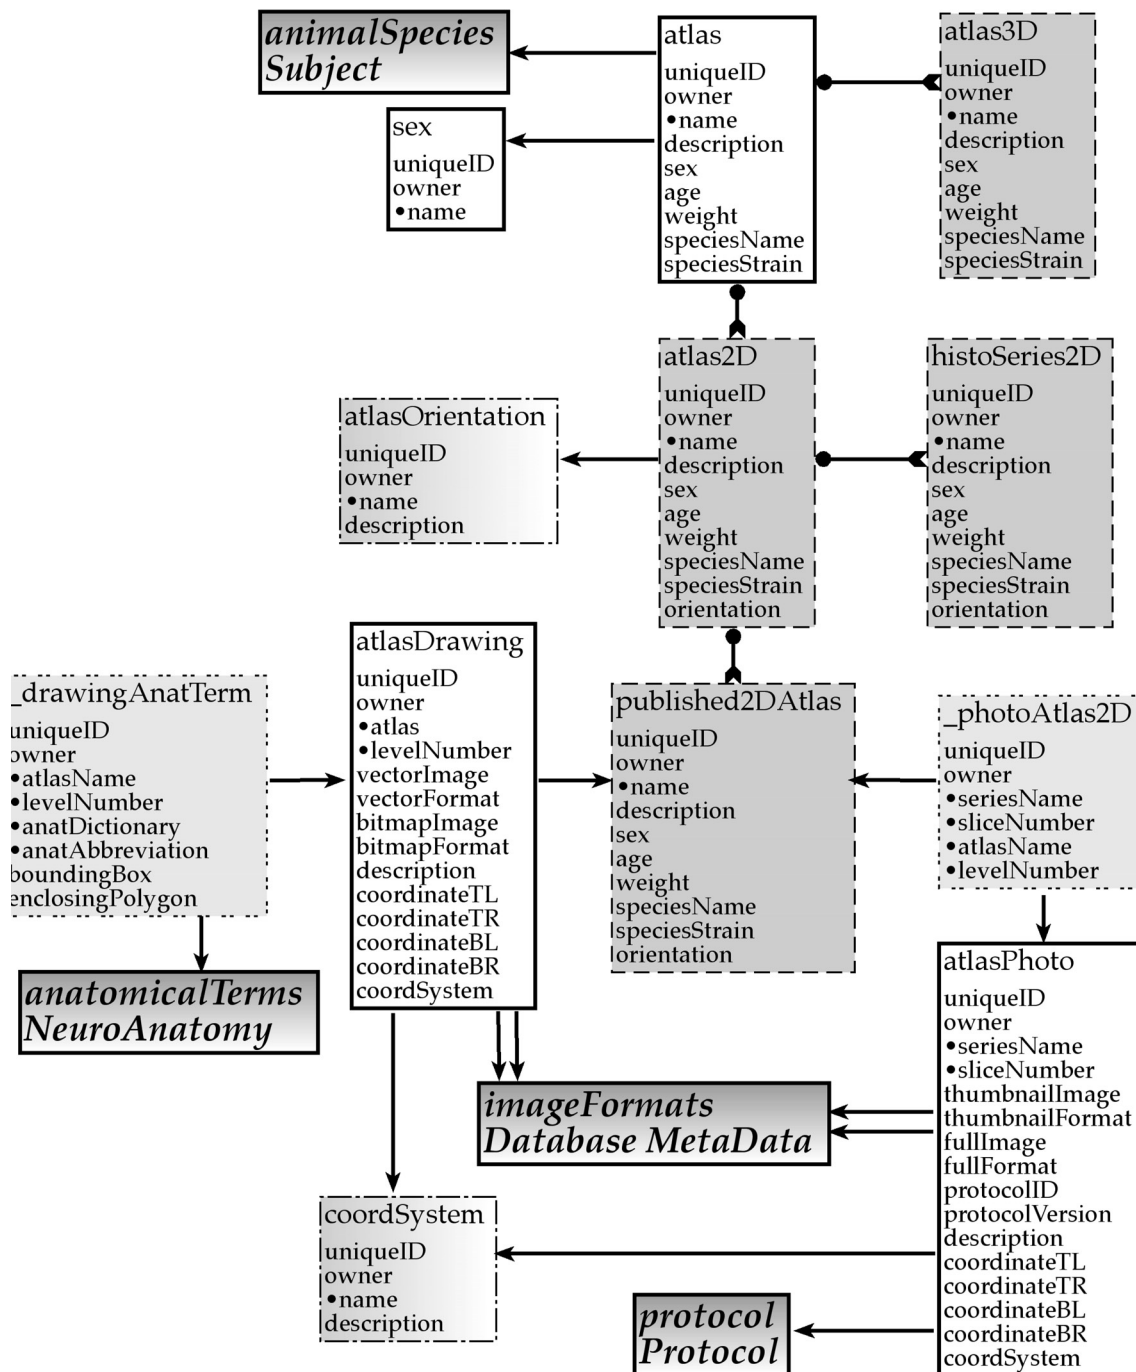 animalSpecies
Subject
sex
uniqueID
owner
•name
atlas
uniqueID
owner
•name
description
sex
age
weight
speciesName
speciesStrain
atlas3D
uniqueID
owner
•name
description
sex
age
weight
speciesName
speciesStrain
atlasOrientation
uniqueID
owner
•name
description
atlas2D
uniqueID
owner
•name
description
sex
age
weight
speciesName
speciesStrain
orientation
histoSeries2D
uniqueID
owner
•name
description
sex
age
weight
speciesName
speciesStrain
orientation
_drawingAnatTerm
uniqueID
owner
•atlasName
•levelNumber
•anatDictionary
•anatAbbreviation
boundingBox
enclosingPolygon
atlasDrawing
uniqueID
owner
•atlas
•levelNumber
vectorImage
vectorFormat
bitmapImage
bitmapFormat
description
coordinateTL
coordinateTR
coordinateBL
coordinateBR
coordSystem
published2DAtlas
uniqueID
owner
•name
description
sex
age
weight
speciesName
speciesStrain
orientation
_photoAtlas2D
uniqueID
owner
•seriesName
•sliceNumber
•atlasName
•levelNumber
anatomicalTerms
NeuroAnatomy
imageFormats
Database MetaData
atlasPhoto
uniqueID
owner
•seriesName
•sliceNumber
thumbnailImage
thumbnailFormat
fullImage
fullFormat
protocolID
protocolVersion
description
coordinateTL
coordinateTR
coordinateBL
coordinateBR
coordSystem
coordSystem
uniqueID
owner
•name
description
protocol
Protocol